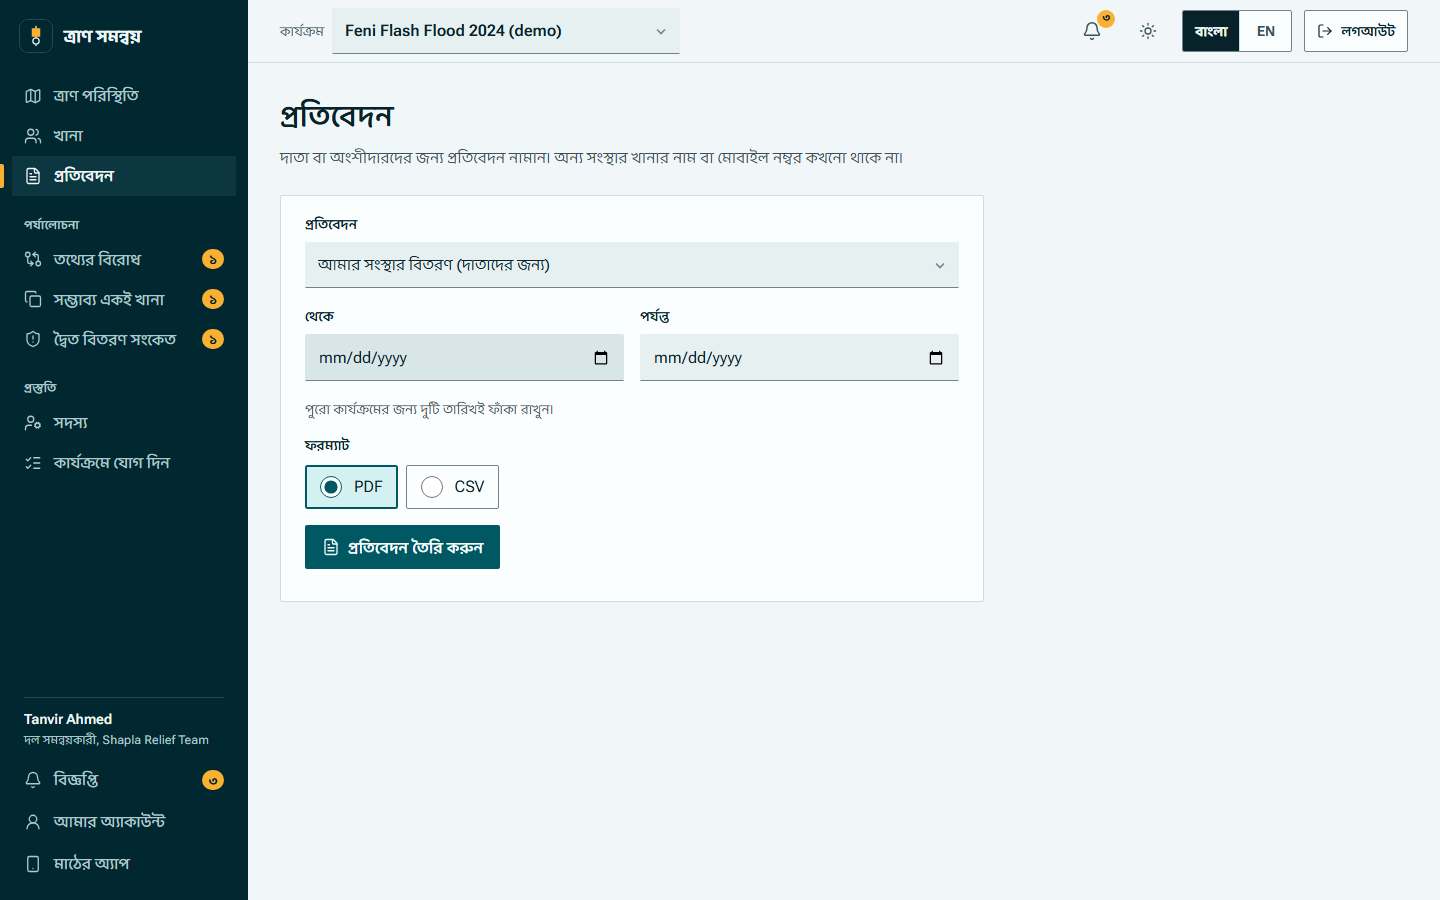 ত্রাণ সমন্বয়
ত্রাণ পরিস্থিতি
খানা
প্রতিবেদন
পর্যালোচনা
তথ্যের বিরোধ ১
সম্ভাব্য একই খানা ১
দ্বৈত বিতরণ সংকেত ১
প্রস্তুতি
সদস্য
কার্যক্রমে যোগ দিন
Tanvir Ahmed
দল সমন্বয়কারী, Shapla Relief Team
বিজ্ঞপ্তি ৩
আমার অ্যাকাউন্ট
মাঠের অ্যাপ
কার্যক্রম Feni Flash Flood 2024 (demo) ৩ বাংলা EN লগআউট
প্রতিবেদন
দাতা বা অংশীদারদের জন্য প্রতিবেদন নামান। অন্য সংস্থার খানার নাম বা মোবাইল নম্বর কখনো থাকে না।
প্রতিবেদন
আমার সংস্থার বিতরণ (দাতাদের জন্য)
থেকে পর্যন্ত
mm/dd/yyyy mm/dd/yyyy
পুরো কার্যক্রমের জন্য দুটি তারিখই ফাঁকা রাখুন।
ফরম্যাট
PDF CSV
প্রতিবেদন তৈরি করুন